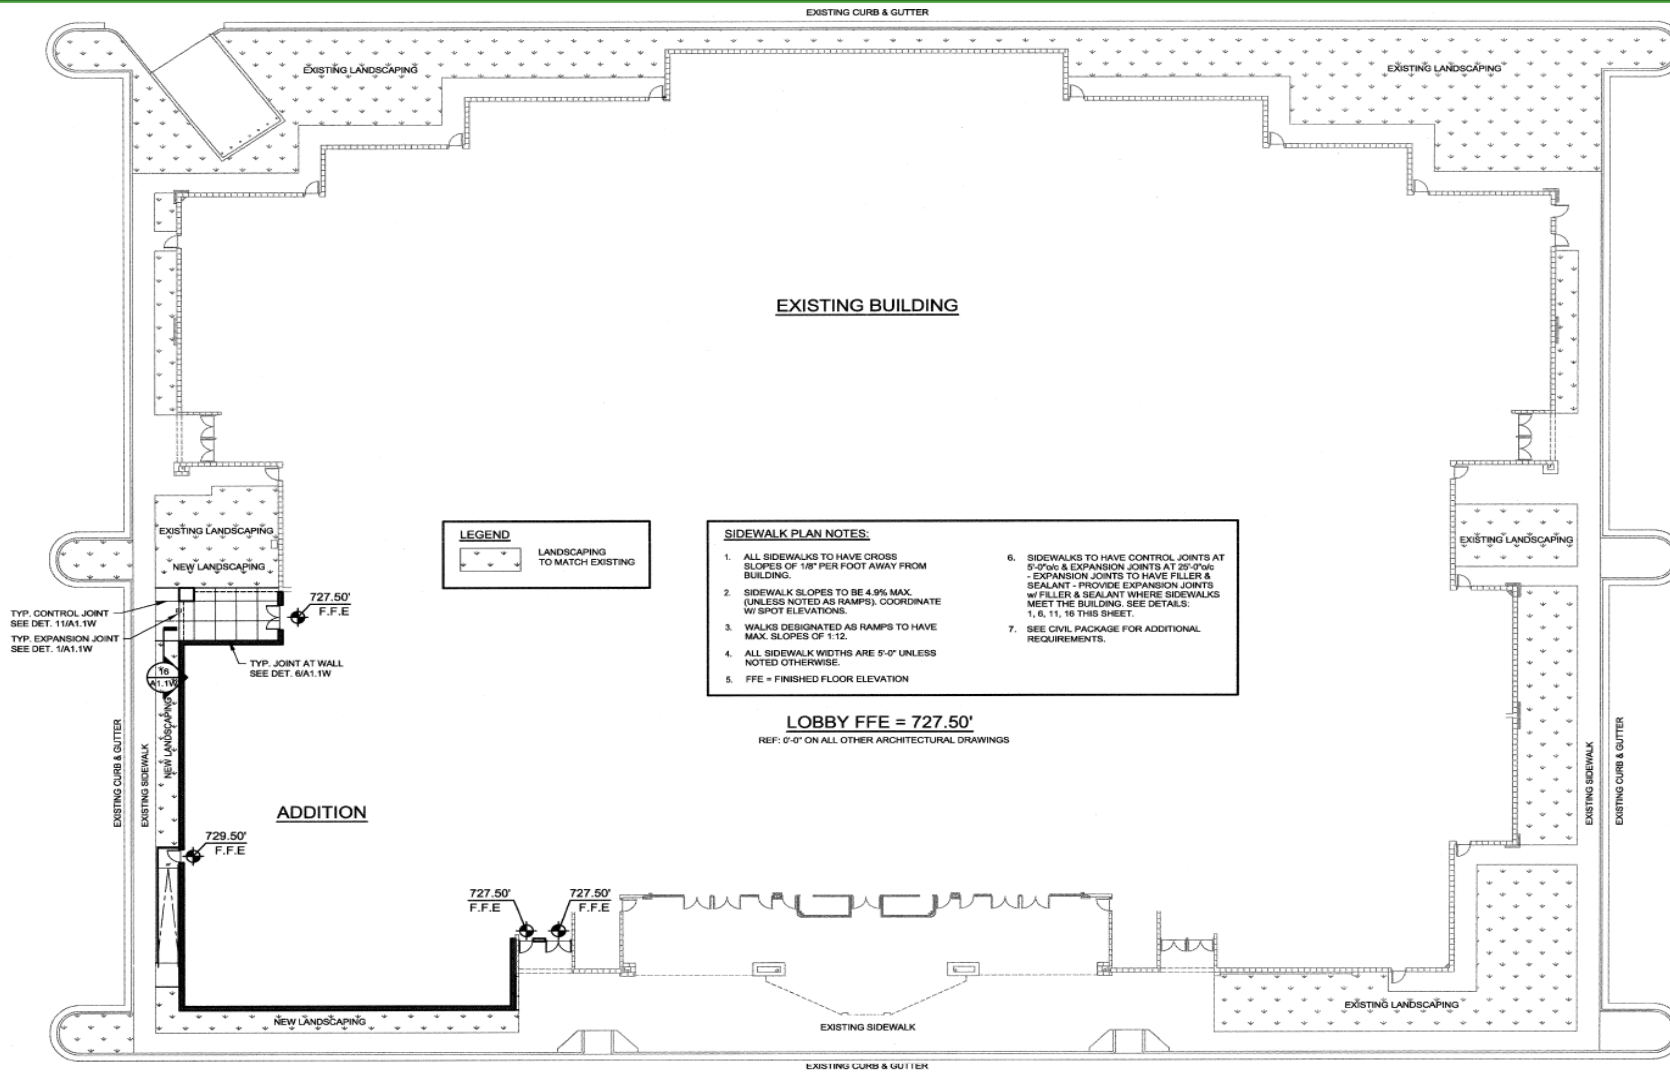 EXISTING CURB & GUTTER
EXISTING LANDSCAPING
EXISTING LANDSCAPING
EXISTING BUILDING
LEGEND
LANDSCAPING
TO MATCH EXISTING
SIDEWALK PLAN NOTES:
1. ALL SIDEWALKS TO HAVE CROSS
SLOPES OF 1/8" PER FOOT AWAY FROM
BUILDING.
2. SIDEWALK SLOPES TO BE 4.9% MAX.
(UNLESS NOTED AS RAMPS). COORDINATE
W/ SPOT ELEVATIONS.
3. WALKS DESIGNATED AS RAMPS TO HAVE
MAX. SLOPES OF 1:12.
4. ALL SIDEWALK WIDTHS ARE 5'-0" UNLESS
NOTED OTHERWISE.
5. FFE = FINISHED FLOOR ELEVATION
6. SIDEWALKS TO HAVE CONTROL JOINTS AT
5'-0"o/c & EXPANSION JOINTS AT 25'-0"o/c
- EXPANSION JOINTS TO HAVE FILLER &
SEALANT - PROVIDE EXPANSION JOINTS
w/ FILLER & SEALANT WHERE SIDEWALKS
MEET THE BUILDING. SEE DETAILS:
1, 6, 11, 16 THIS SHEET.
7. SEE CIVIL PACKAGE FOR ADDITIONAL
REQUIREMENTS.
EXISTING LANDSCAPING
NEW LANDSCAPING
EXISTING LANDSCAPING
727.50'
F.F.E
TYP. CONTROL JOINT
SEE DET. 11/A1.1W
TYP. EXPANSION JOINT
SEE DET. 1/A1.1W
TYP. JOINT AT WALL
SEE DET. 6/A1.1W
16
A1.1W
LOBBY FFE = 727.50'
REF: 0'-0" ON ALL OTHER ARCHITECTURAL DRAWINGS
EXISTING CURB & GUTTER
EXISTING SIDEWALK
NEW LANDSCAPING
ADDITION
729.50'
F.F.E
727.50'
F.F.E
727.50'
F.F.E
EXISTING SIDEWALK
EXISTING CURB & GUTTER
NEW LANDSCAPING
EXISTING SIDEWALK
EXISTING LANDSCAPING
EXISTING CURB & GUTTER